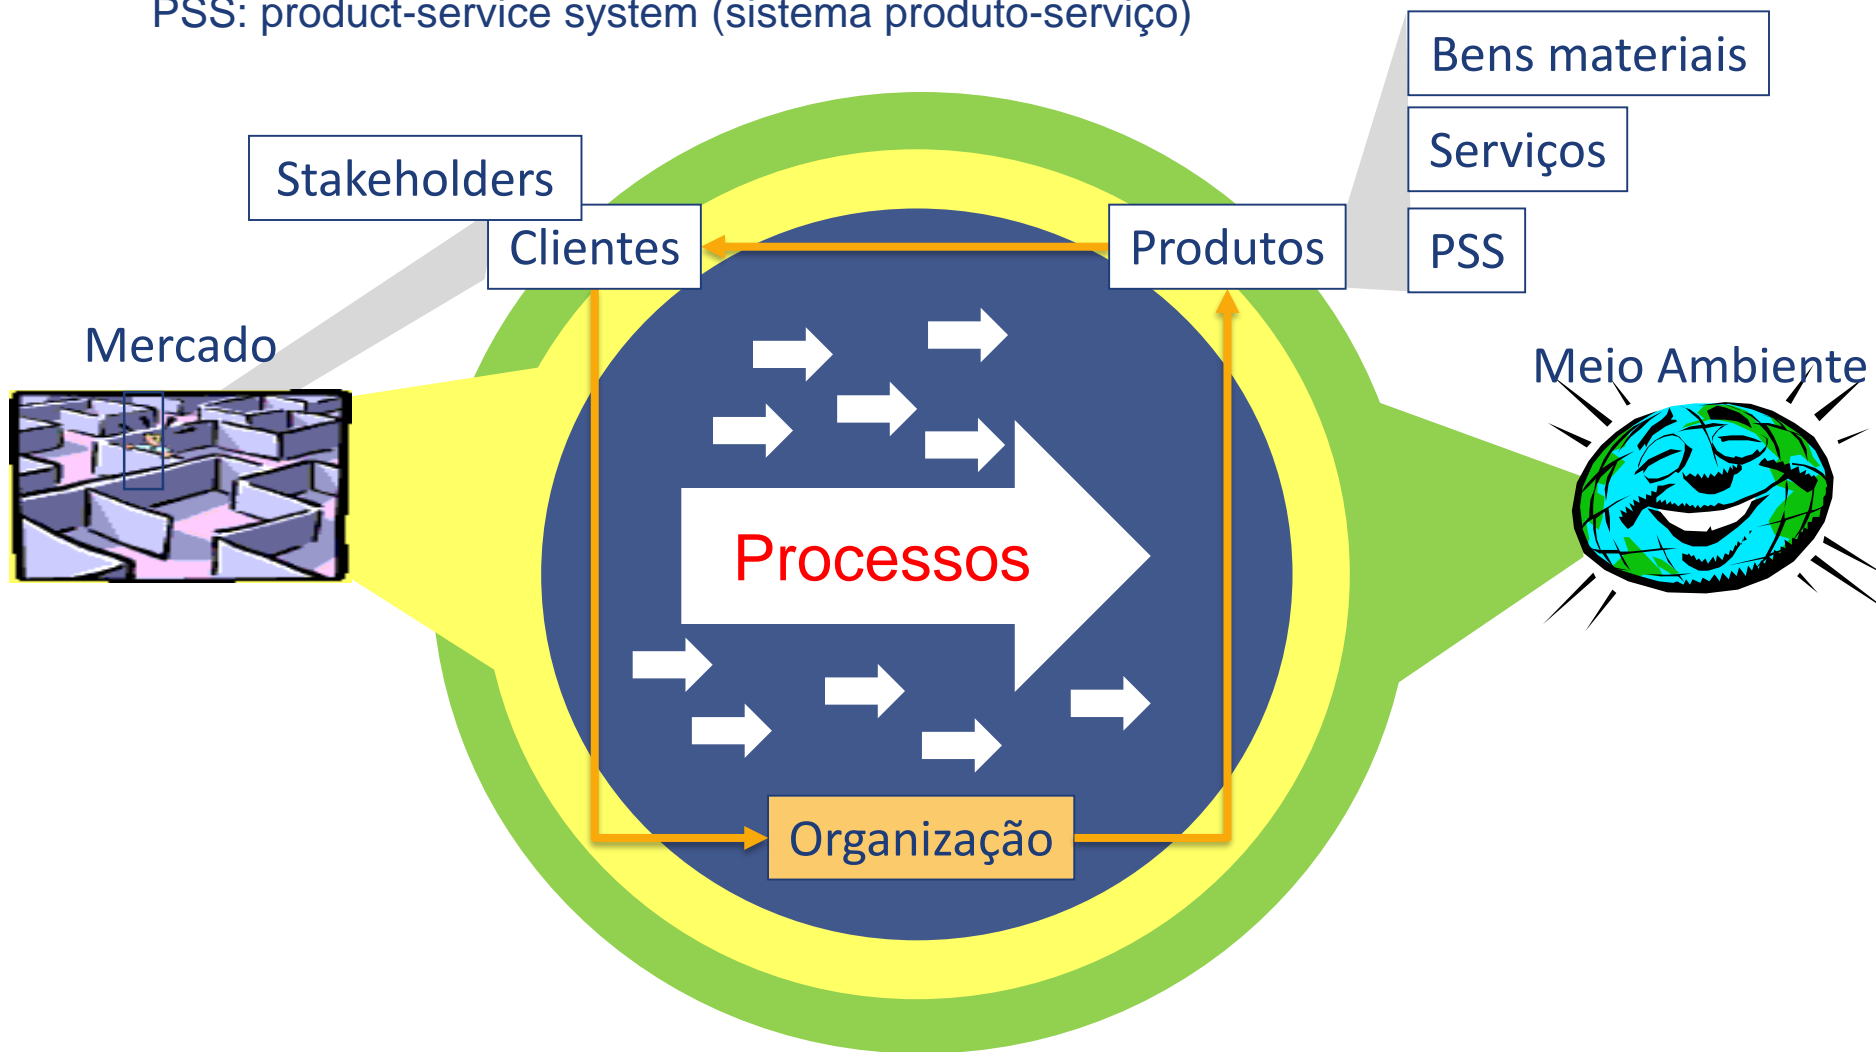 PSS: product-service system (sistema produto-serviço)
Bens materiais
Serviços
PSS
Stakeholders
Clientes
Produtos
Mercado
Meio Ambiente
Processos
Organização